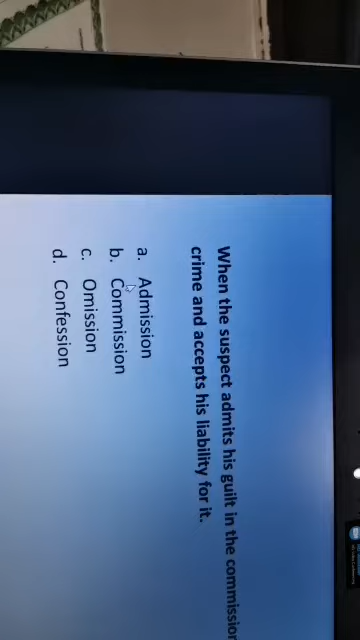 When the suspect admits his guilt in the commission
crime and accepts his liability for it.
a. Admission
b. Commission
c. Omission
d. Confession